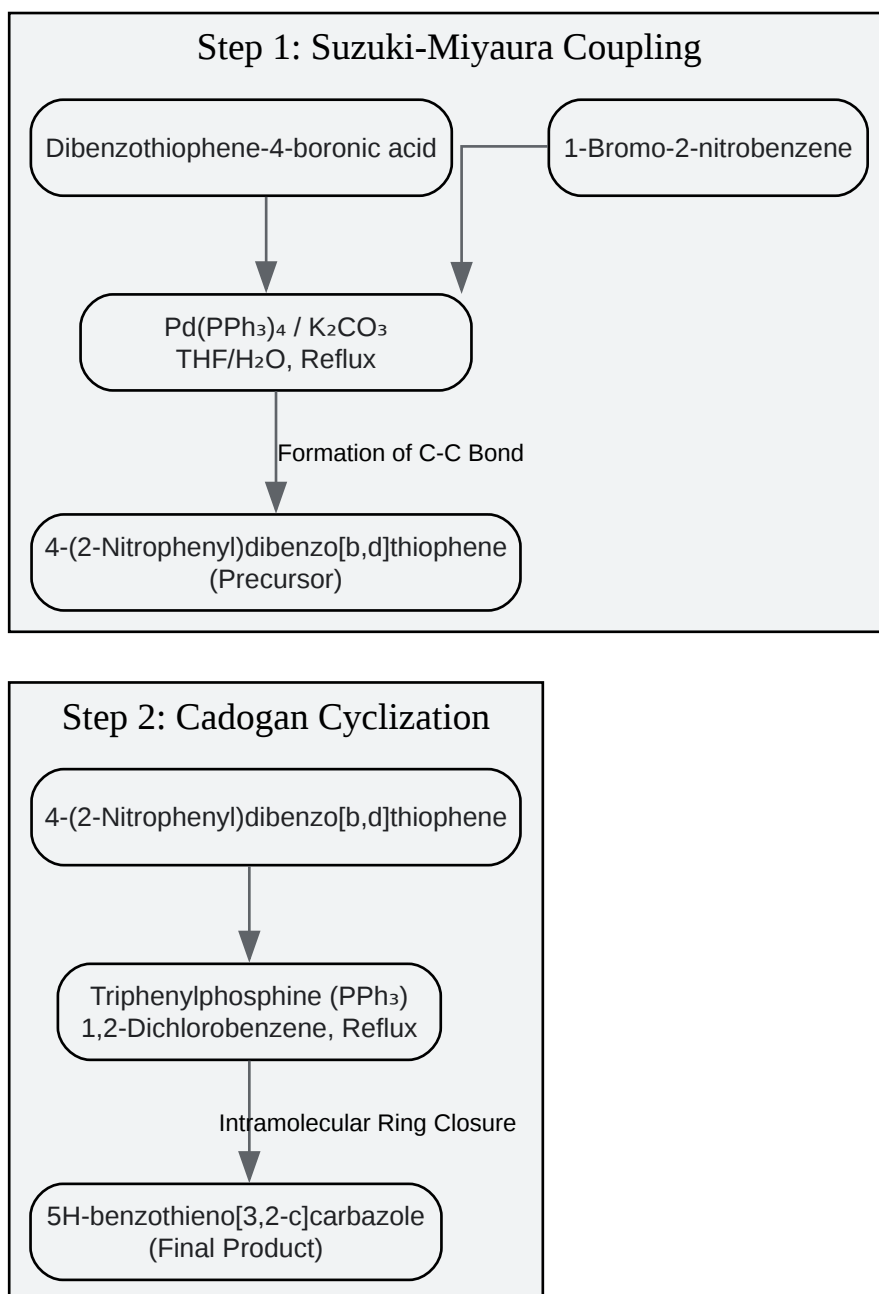 Step 1: Suzuki-Miyaura Coupling
Dibenzothiophene-4-boronic acid
1-Bromo-2-nitrobenzene
Pd(PPh₃)₄ / K₂CO₃
THF/H₂O, Reflux
Formation of C-C Bond
4-(2-Nitrophenyl)dibenzo[b,d]thiophene
(Precursor)
Step 2: Cadogan Cyclization
4-(2-Nitrophenyl)dibenzo[b,d]thiophene
Triphenylphosphine (PPh₃)
1,2-Dichlorobenzene, Reflux
Intramolecular Ring Closure
5H-benzothieno[3,2-c]carbazole
(Final Product)